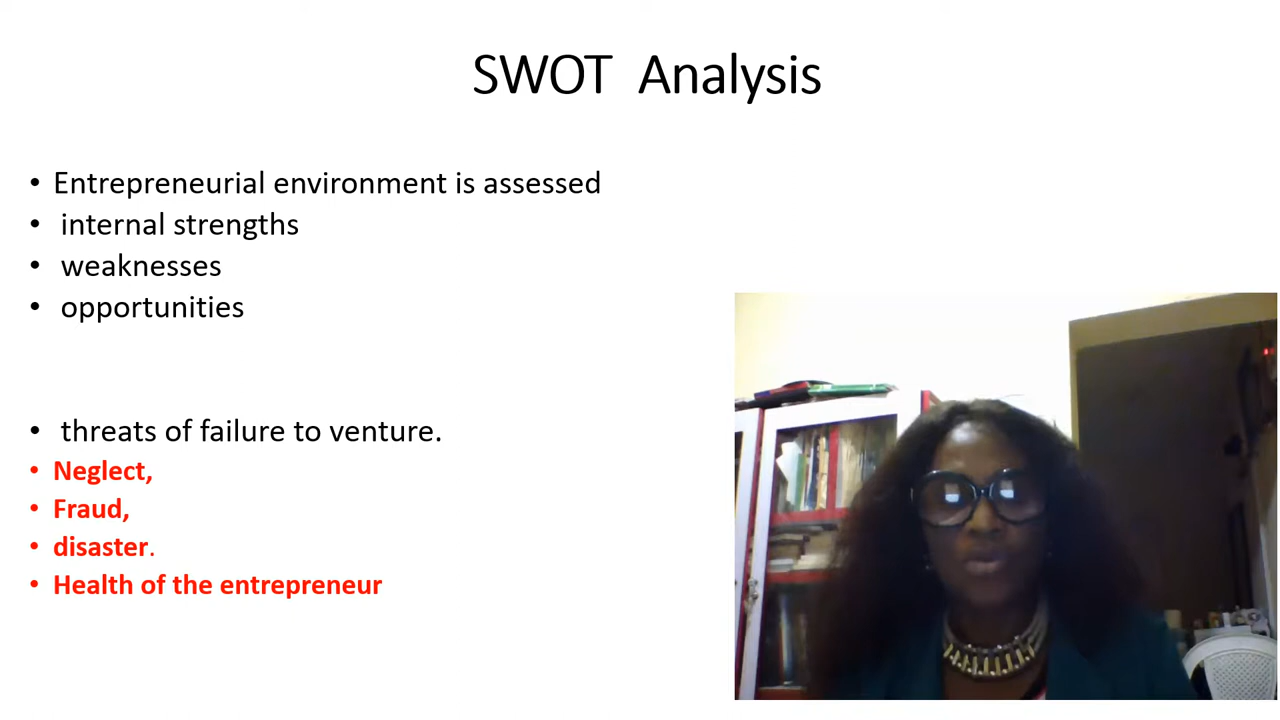 SWOT Analysis
• Entrepreneurial environment is assessed
• internal strengths
• weaknesses
• opportunities
• threats of failure to venture.
• Neglect,
• Fraud,
• disaster.
• Health of the entrepreneur